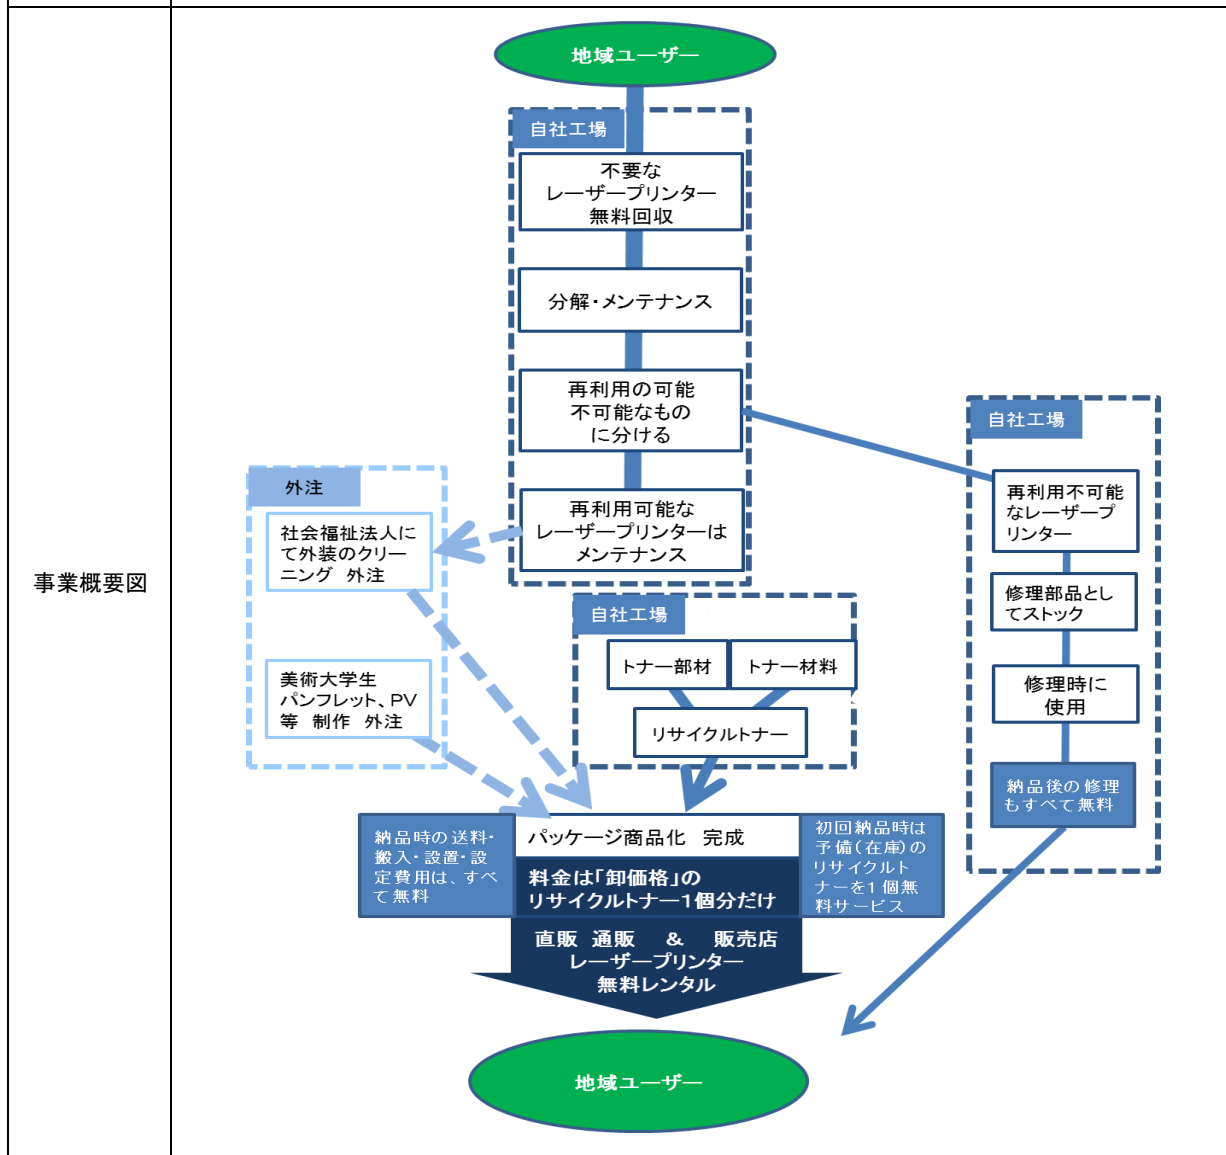 事業概要図
地域ユーザー
自社工場
不要な
レーザープリンター
無料回収
分解・メンテナンス
再利用の可能
不可能なもの
に分ける
再利用可能な
レーザープリンターは
メンテナンス
外注
社会福祉法人に
て外装のクリー
ニング 外注
美術大学生
パンフレット、PV
等 制作 外注
自社工場
トナー部材
トナー材料
リサイクルトナー
自社工場
再利用不可能
なレーザープ
リンター
修理部品とし
てストック
修理時に
使用
納品後の修理
もすべて無料
納品時の送料・
搬入・設置・設
定費用は、すべ
て無料
パッケージ商品化 完成
料金は「卸価格」の
リサイクルトナー1個分だけ
初回納品時は
予備(在庫)の
リサイクルト
ナーを1個無
料サービス
直販 通販 & 販売店
レーザープリンター
無料レンタル
地域ユーザー